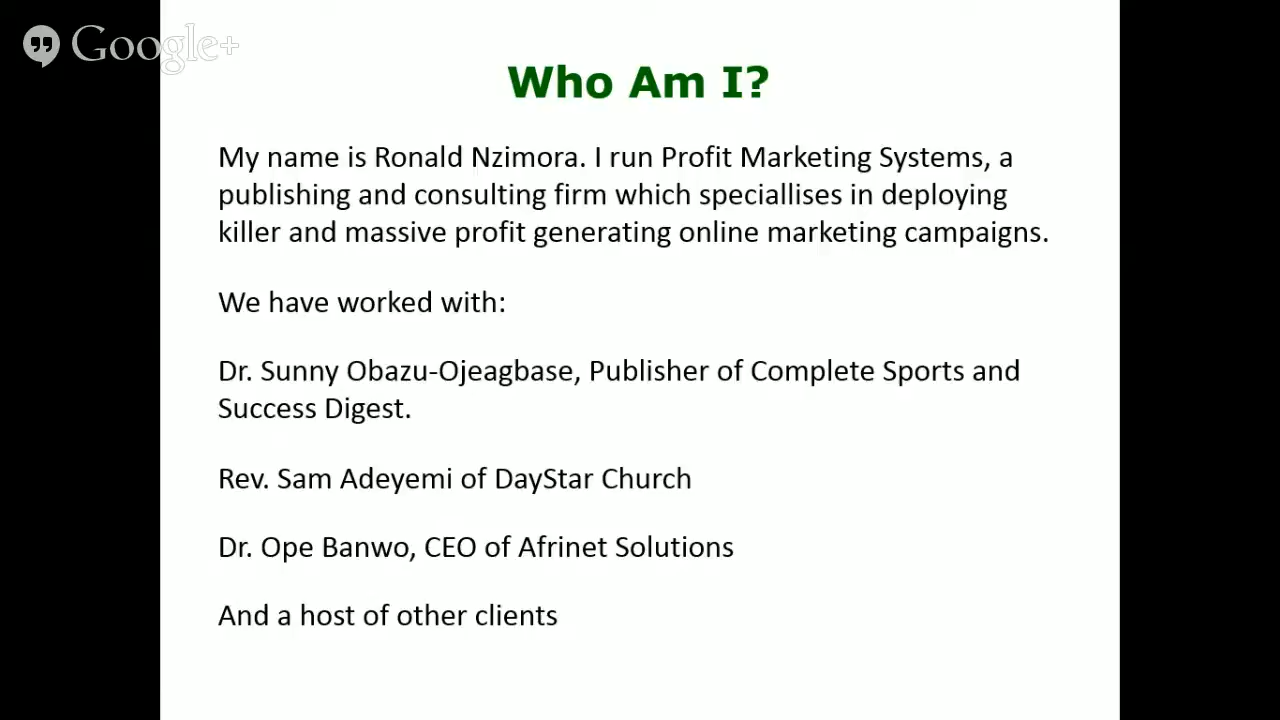 Google+
Who Am I?
My name is Ronald Nzimora. I run Profit Marketing Systems, a
publishing and consulting firm which speciallises in deploying
killer and massive profit generating online marketing campaigns.
We have worked with:
Dr. Sunny Obazu-Ojeagbase, Publisher of Complete Sports and
Success Digest.
Rev. Sam Adeyemi of DayStar Church
Dr. Ope Banwo, CEO of Afrinet Solutions
And a host of other clients